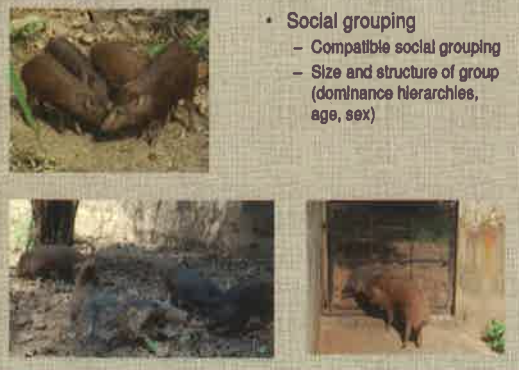 • Social grouping
– Compatible social grouping
– Size and structure of group
(dominance hierarchies,
age, sex)